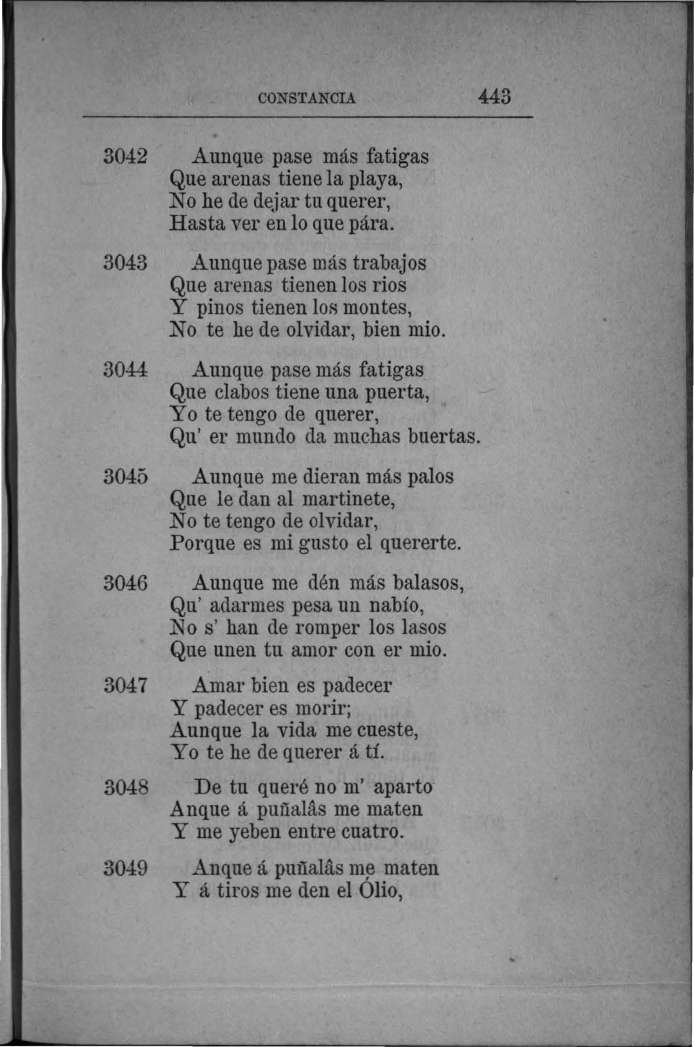 CONSTANCIA 443
3042 Aunque pase más fatigas
Que arenas tiene la playa,
No he de dejar tu querer,
Hasta ver en lo que pára.
3043 Aunque pase más trabajos
Que arenas tienen los rios
Y pinos tienen los montes,
No te he de olvidar, bien mio.
3044 Aunque pase más fatigas
Que clabos tiene una puerta,
Yo te tengo de querer,
Qu' er mundo da muchas buertas.
3045 Aunque me dieran más palos
Que le dan al martinete,
No te tengo de olvidar,
Porque es mi gusto el quererte.
3046 Aunque me dén más balasos,
Qu' adarmes pesa un nabío,
No s' han de romper los lasos
Que unen tu amor con er mio.
3047 Amar bien es padecer
Y padecer es morir;
Aunque la vida me cueste,
Yo te he de querer á tí.
3048 De tu queré no m' aparto
Anque á puñalâs me maten
Y me yeben entre cuatro.
3049 Anque á puñalâs me maten
Y á tiros me den el Ólio,